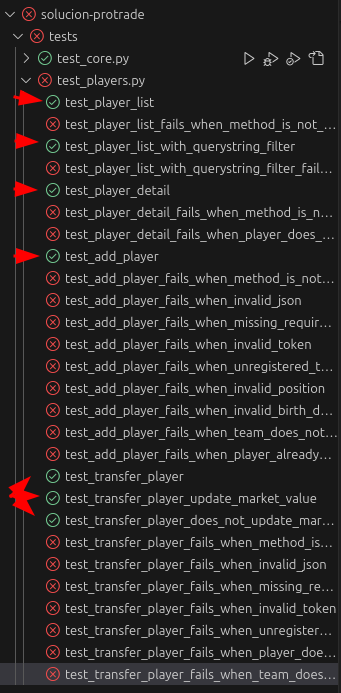 solucion-protrade
tests
test_core.py
test_players.py
test_player_list
test_player_list_fails_when_method_is_not_...
test_player_list_with_querystring_filter
test_player_list_with_querystring_filter_fail...
test_player_detail
test_player_detail_fails_when_method_is_n...
test_player_detail_fails_when_player_does_...
test_add_player
test_add_player_fails_when_method_is_not...
test_add_player_fails_when_invalid_json
test_add_player_fails_when_missing_requir...
test_add_player_fails_when_invalid_token
test_add_player_fails_when_unregistered_t...
test_add_player_fails_when_invalid_position
test_add_player_fails_when_invalid_birth_d...
test_add_player_fails_when_team_does_not...
test_add_player_fails_when_player_already...
test_transfer_player
test_transfer_player_update_market_value
test_transfer_player_does_not_update_mar...
test_transfer_player_fails_when_method_is...
test_transfer_player_fails_when_invalid_json
test_transfer_player_fails_when_missing_re...
test_transfer_player_fails_when_invalid_token
test_transfer_player_fails_when_unregister...
test_transfer_player_fails_when_player_doe...
test_transfer_player_fails_when_team_does...